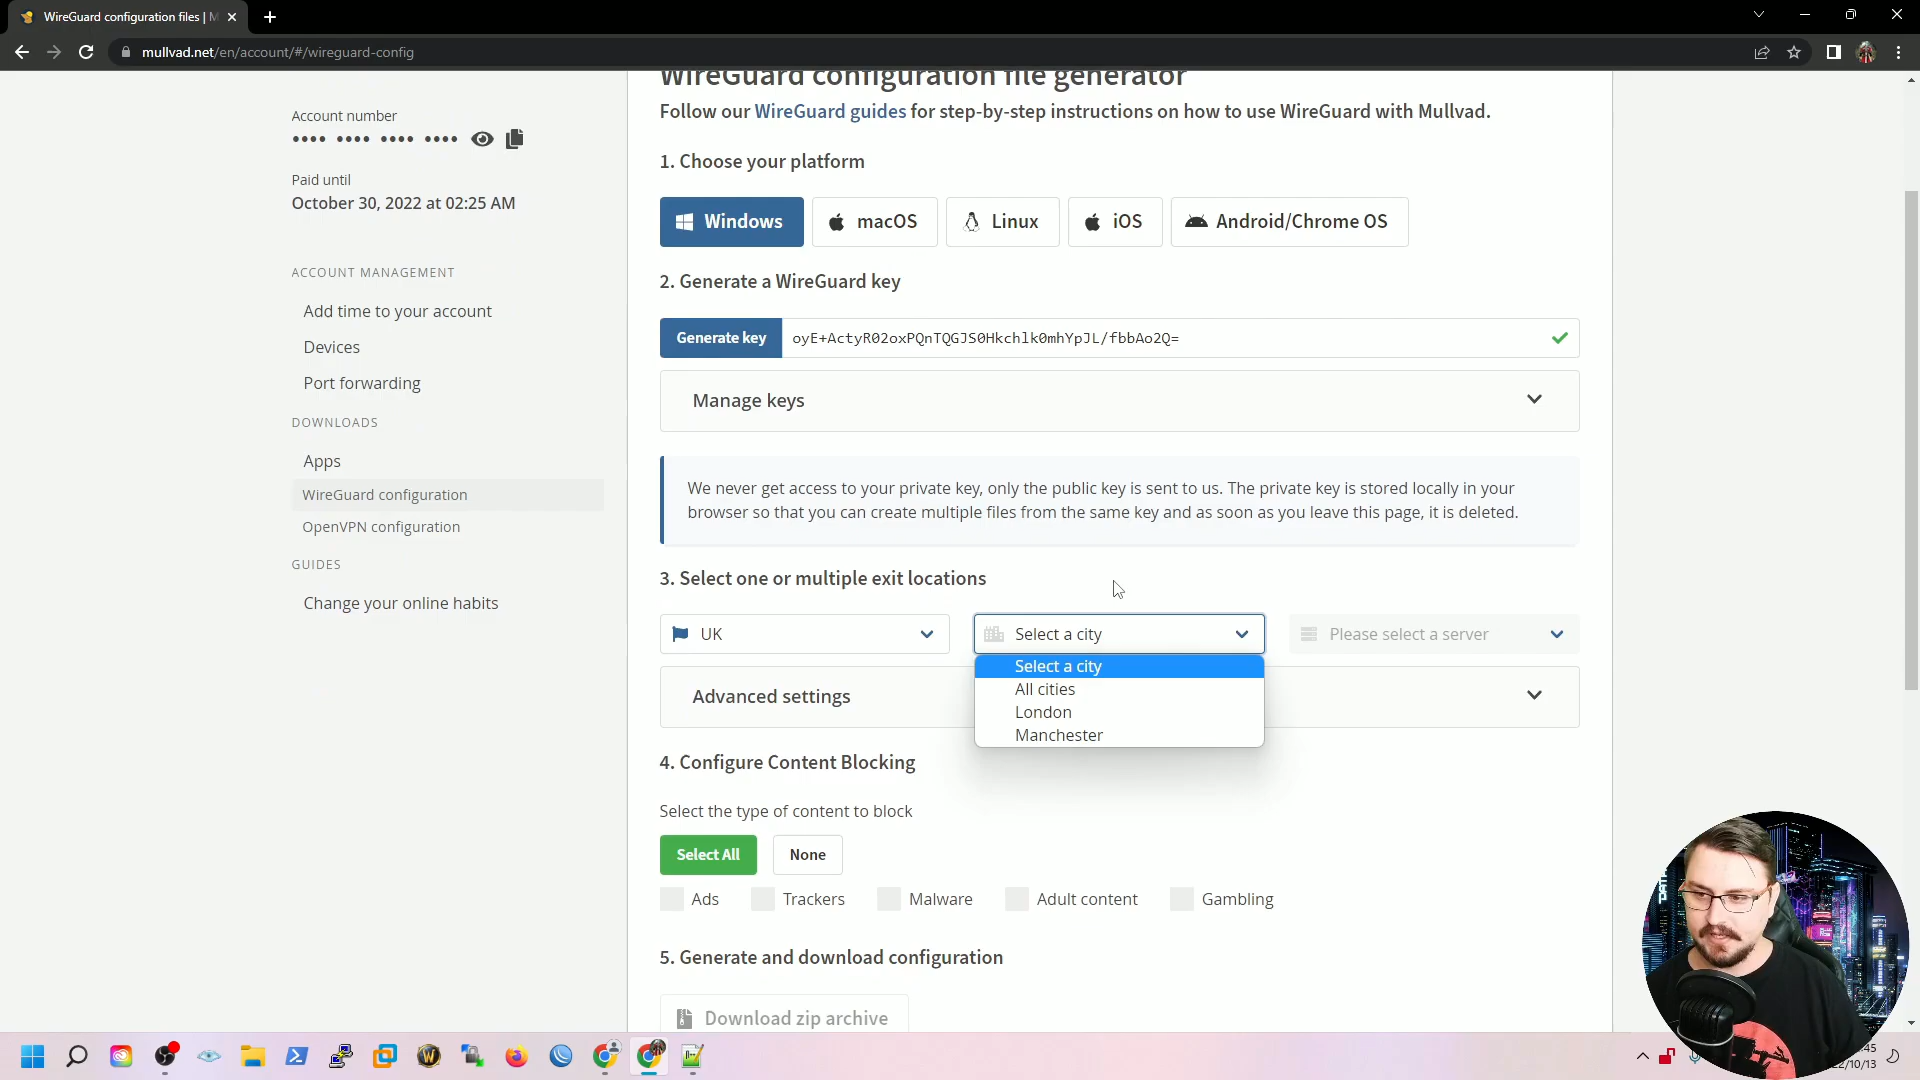 WireGuard configuration files | M
mullvad.net/en/account/#/wireguard-config
Account number
Paid until
October 30, 2022 at 02:25 AM
ACCOUNT MANAGEMENT
Add time to your account
Devices
Port forwarding
DOWNLOADS
Apps
WireGuard configuration
OpenVPN configuration
GUIDES
Change your online habits
WireGuard configuration file generator
Follow our WireGuard guides for step-by-step instructions on how to use WireGuard with Mullvad.
1. Choose your platform
Windows macOS Linux iOS Android/Chrome OS
2. Generate a WireGuard key
Generate key oyE+ActyR02oxPQnTQGJS0Hkchlk0mhYpJL/fbbAo2Q=
Manage keys
We never get access to your private key, only the public key is sent to us. The private key is stored locally in your
browser so that you can create multiple files from the same key and as soon as you leave this page, it is deleted.
3. Select one or multiple exit locations
UK Select a city Please select a server
Select a city
All cities
London
Manchester
Advanced settings
4. Configure Content Blocking
Select the type of content to block
Select All None
Ads Trackers Malware Adult content Gambling
5. Generate and download configuration
Download zip archive